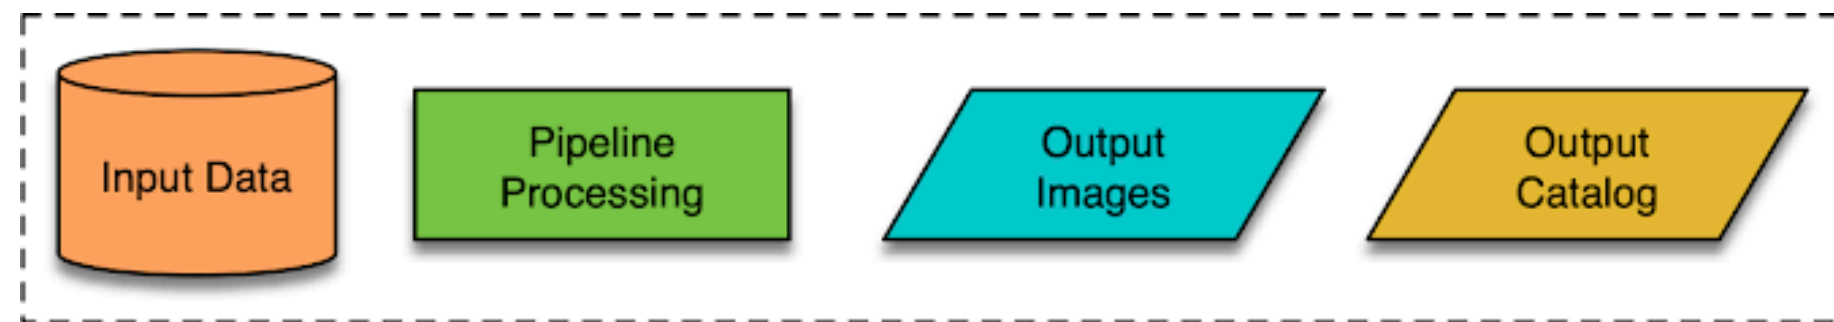 Input Data
Pipeline
Processing
Output
Images
Output
Catalog